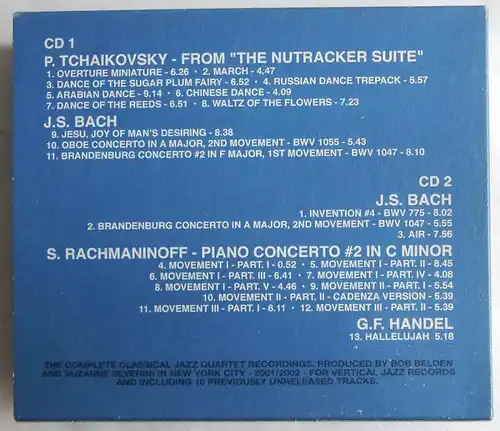 CD 1
P. TCHAIKOVSKY - FROM "THE NUTRACKER SUITE"
1. OVERTURE MINIATURE - 6.26 · 2. MARCH - 4.47
3. DANCE OF THE SUGAR PLUM FAIRY - 6.52 · 4. RUSSIAN DANCE TREPACK - 5.57
5. ARABIAN DANCE - 9.14 · 6. CHINESE DANCE - 4.09
7. DANCE OF THE REEDS - 6.51 · 8. WALTZ OF THE FLOWERS - 7.23
J.S. BACH
9. JESU, JOY OF MAN'S DESIRING - 8.38
10. OBOE CONCERTO IN A MAJOR, 2ND MOVEMENT - BWV 1055 - 5.43
11. BRANDENBURG CONCERTO #2 IN F MAJOR, 1ST MOVEMENT - BWV 1047 - 8.10
CD 2
J.S. BACH
1. INVENTION #4 - BWV 775 - 8.02
2. BRANDENBURG CONCERTO IN A MAJOR, 2ND MOVEMENT - BWV 1047 - 5.55
3. AIR - 7.56
S. RACHMANINOFF - PIANO CONCERTO #2 IN C MINOR
4. MOVEMENT I - PART. I - 0.52 · 5. MOVEMENT I - PART. II - 8.45
6. MOVEMENT I - PART. III - 6.41 · 7. MOVEMENT I - PART. IV - 4.08
8. MOVEMENT I - PART. V - 4.46 · 9. MOVEMENT II - PART. I - 5.54
10. MOVEMENT II - PART. II - CADENZA VERSION - 5.39
11. MOVEMENT III - PART. I - 6.11 · 12. MOVEMENT III - PART. II - 5.39
G.F. HANDEL
13. HALLELUJAH 5.18
THE COMPLETE CLASSICAL JAZZ QUARTET RECORDINGS. PRODUCED BY BOB BELDEN
AND SUZANNE SEVERINI IN NEW YORK CITY - 2001/2002 - FOR VERTICAL JAZZ RECORDS
AND INCLUDING 10 PREVIOUSLY UNRELEASED TRACKS.